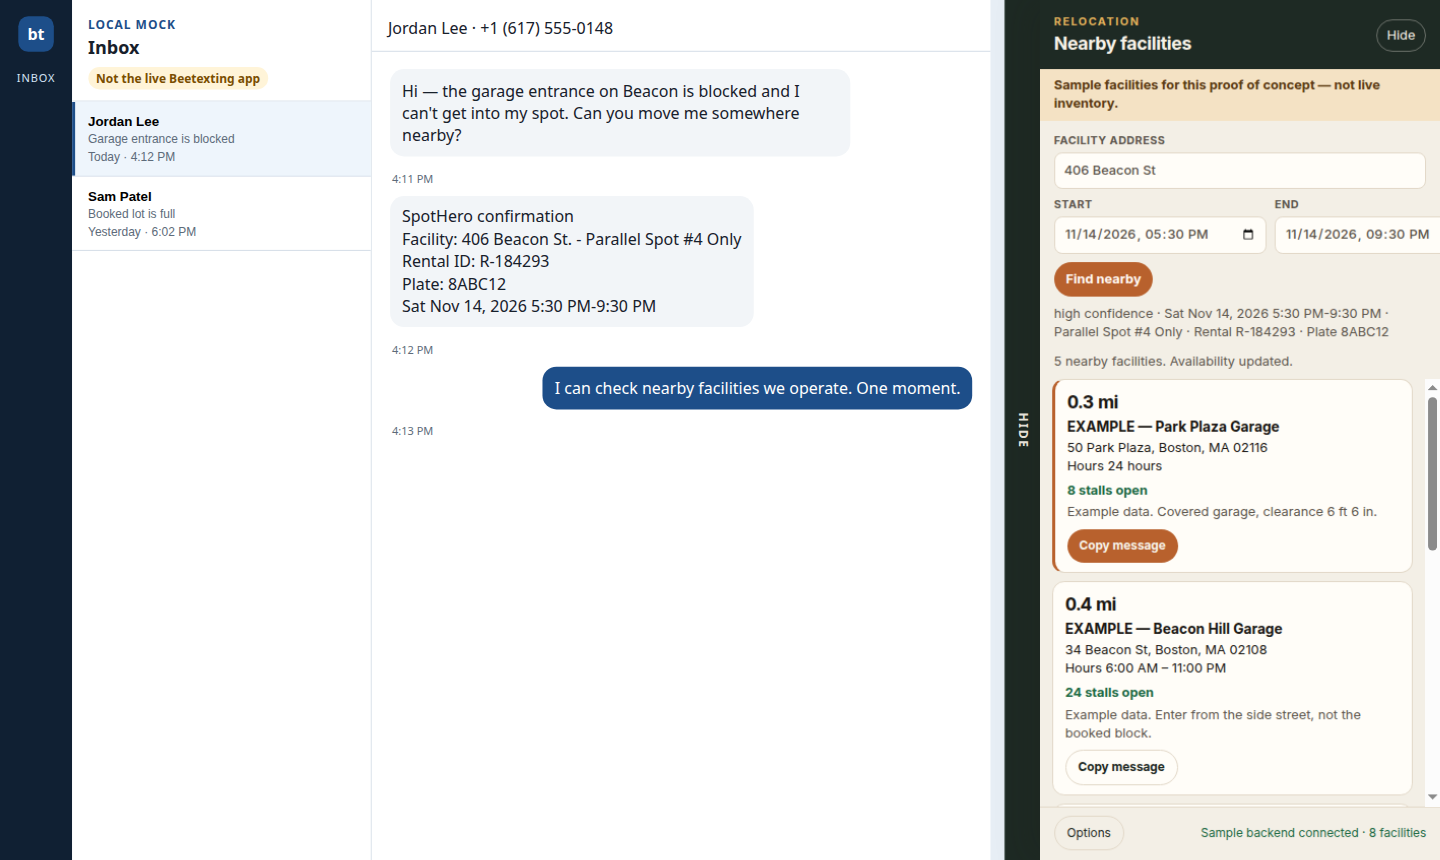 bt
INBOX
LOCAL MOCK
Inbox
Not the live Beetexting app
Jordan Lee
Garage entrance is blocked
Today · 4:12 PM
Sam Patel
Booked lot is full
Yesterday · 6:02 PM
Jordan Lee · +1 (617) 555-0148
Hi — the garage entrance on Beacon is blocked and I
can't get into my spot. Can you move me somewhere
nearby?
4:11 PM
SpotHero confirmation
Facility: 406 Beacon St. - Parallel Spot #4 Only
Rental ID: R-184293
Plate: 8ABC12
Sat Nov 14, 2026 5:30 PM-9:30 PM
4:12 PM
I can check nearby facilities we operate. One moment.
4:13 PM
HIDE
RELOCATION
Nearby facilities
Hide
Sample facilities for this proof of concept — not live
inventory.
FACILITY ADDRESS
406 Beacon St
START
END
11/14/2026, 05:30 PM
11/14/2026, 09:30 PM
Find nearby
high confidence · Sat Nov 14, 2026 5:30 PM-9:30 PM ·
Parallel Spot #4 Only · Rental R-184293 · Plate 8ABC12
5 nearby facilities. Availability updated.
0.3 mi
EXAMPLE — Park Plaza Garage
50 Park Plaza, Boston, MA 02116
Hours 24 hours
8 stalls open
Example data. Covered garage, clearance 6 ft 6 in.
Copy message
0.4 mi
EXAMPLE — Beacon Hill Garage
34 Beacon St, Boston, MA 02108
Hours 6:00 AM – 11:00 PM
24 stalls open
Example data. Enter from the side street, not the
booked block.
Copy message
Options
Sample backend connected · 8 facilities